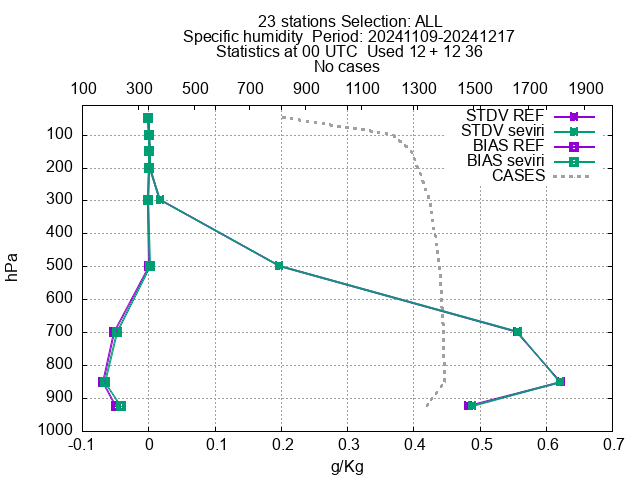 23 stations Selection: ALL
Specific humidity  Period: 20241109-20241217
Statistics at 00 UTC  Used 12 + 12 36
No cases
100 300 500 700 900 1100 1300 1500 1700 1900
STDV REF
STDV seviri
BIAS REF
BIAS seviri
CASES
100
200
300
400
500
600
700
800
900
1000
hPa
-0.1 0 0.1 0.2 0.3 0.4 0.5 0.6 0.7
g/Kg